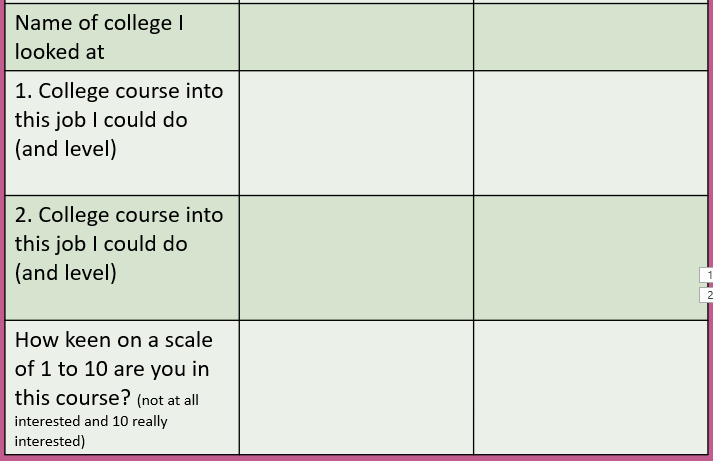 Name of college I
looked at
1. College course into
this job I could do
(and level)
2. College course into
this job I could do
(and level)
1
2
How keen on a scale
of 1 to 10 are you in
this course? (not at all
interested and 10 really
interested)